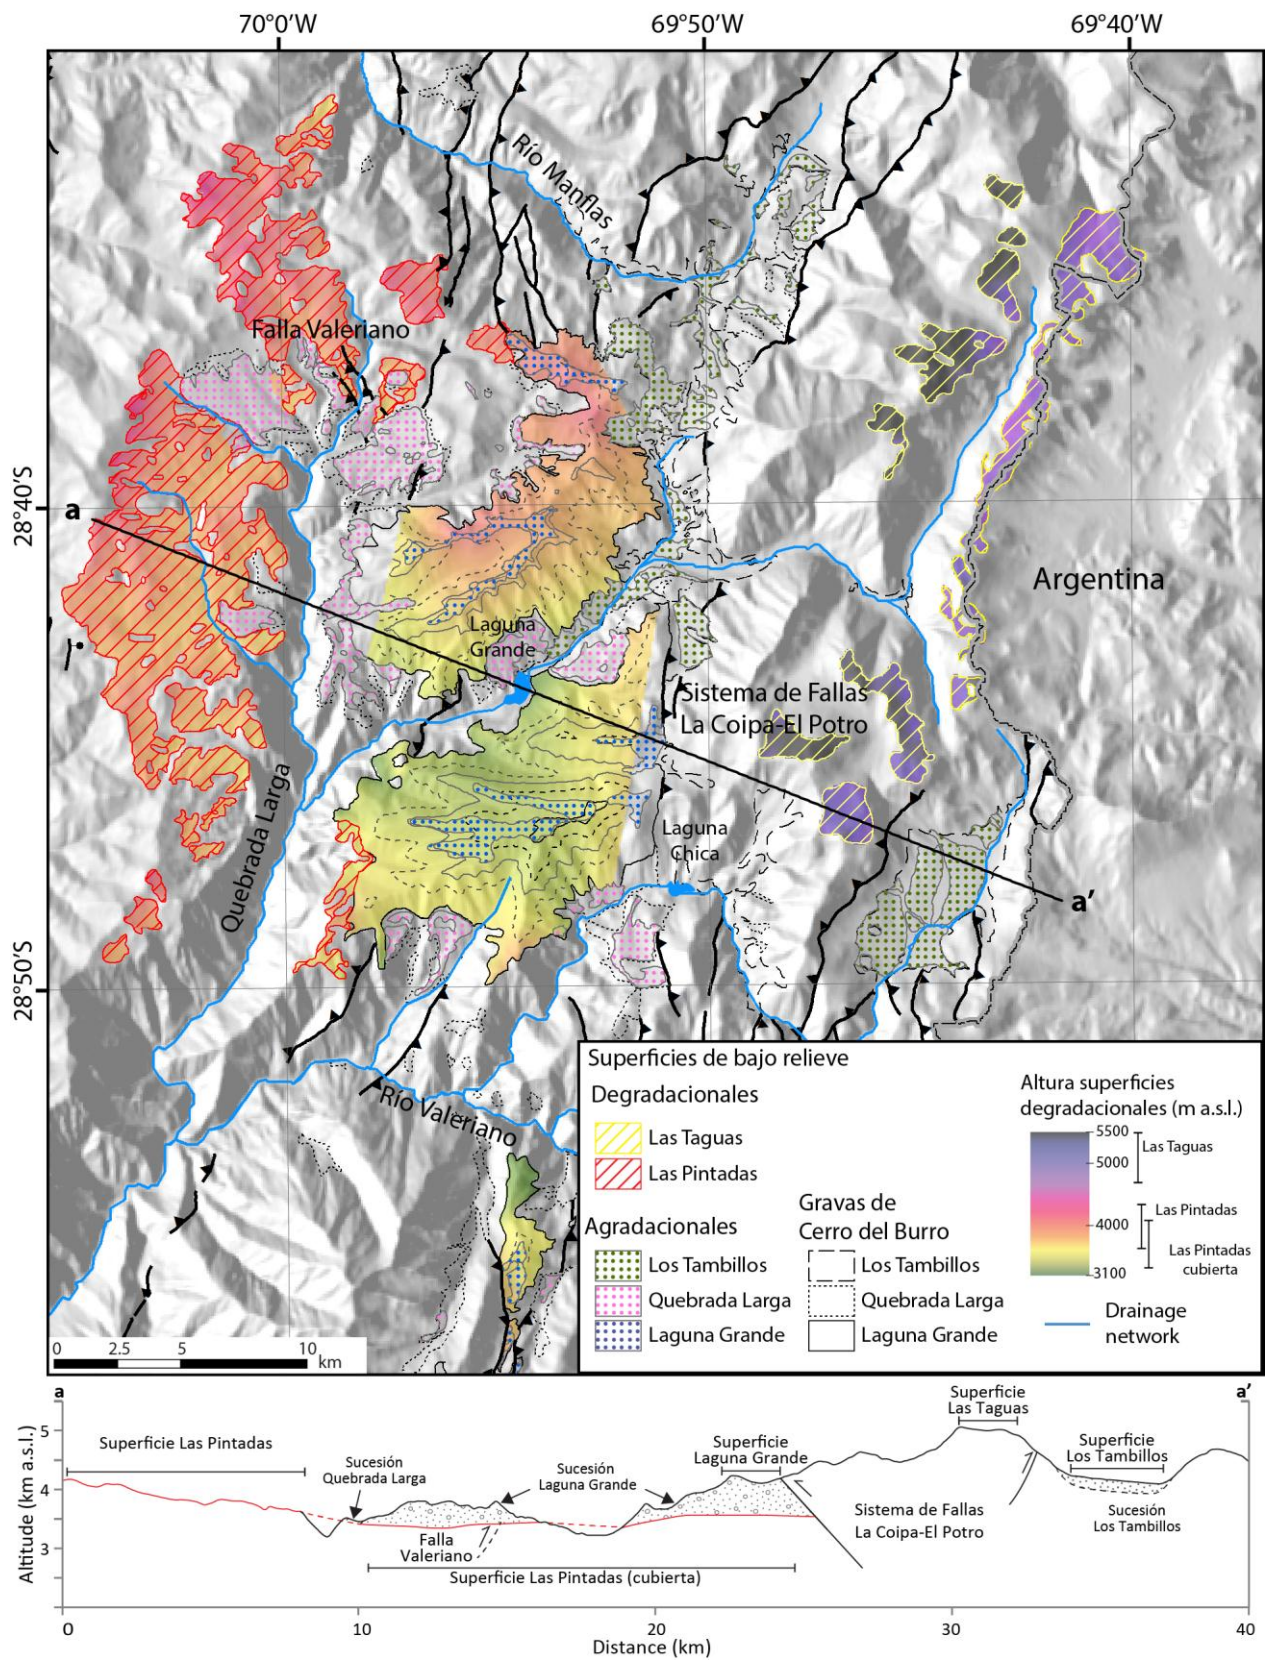 70°0’W
69°50’W
69°40’W
Río Manflas
Falla Valeriano
28°40’S
a
Argentina
Laguna
Grande
Sistema de Fallas
La Coipa-El Potro
Quebrada Larga
Laguna
Chica
a’
28°50’S
Río Valeriano
Superficies de bajo relieve
Degradacionales
Las Taguas
Las Pintadas
Agradacionales
Los Tambillos
Quebrada Larga
Laguna Grande
Gravas de
Cerro del Burro
Los Tambillos
Quebrada Larga
Laguna Grande
Altura superficies
degradacionales (m a.s.l.)
5500
5000
4000
3100
Las Taguas
Las Pintadas
Las Pintadas
cubierta
Drainage
network
0 2.5 5 10
km
a
a’
Altitude (km a.s.l.)
5
4
3
Superficie Las Pintadas
Sucesión
Quebrada Larga
Sucesión
Laguna Grande
Superficie
Laguna Grande
Superficie
Las Taguas
Superficie
Los Tambillos
Falla
Valeriano
Sistema de Fallas
La Coipa-El Potro
Sucesión
Los Tambillos
Superficie Las Pintadas (cubierta)
0 10 20 30 40
Distance (km)